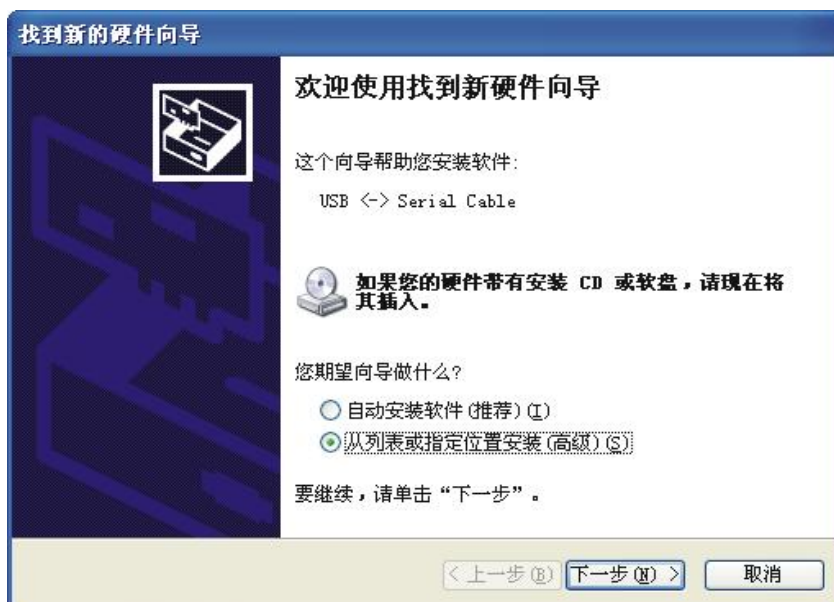 找到新的硬件向导
欢迎使用找到新硬件向导
这个向导帮助您安装软件:
USB <-> Serial Cable
如果您的硬件带有安装 CD 或软盘,请现在将
其插入。
您期望向导做什么?
自动安装软件(推荐)(I)
从列表或指定位置安装(高级)(S)
要继续,请单击“下一步”。
< 上一步(B) 下一步(N) > 取消